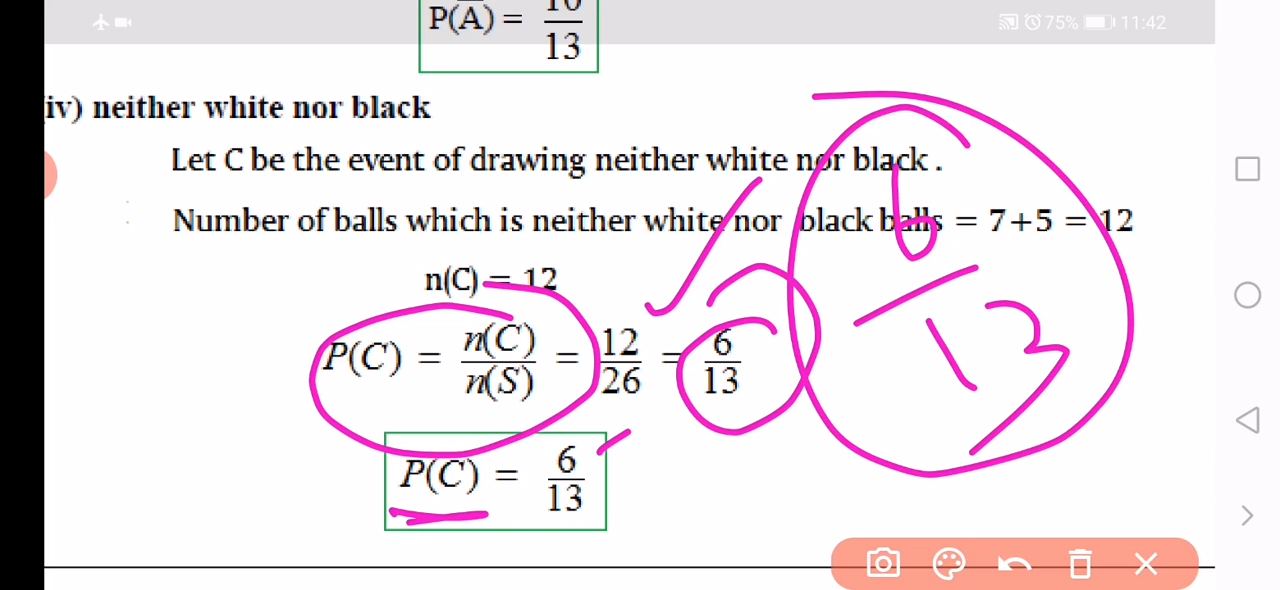 75% 11:42
P(A̅) = 10/13
iv) neither white nor black
Let C be the event of drawing neither white nor black .
Number of balls which is neither white nor black balls = 7+5 = 12
n(C) = 12
P(C) = n(C)/n(S) = 12/26 = 6/13
6/13
P(C) = 6/13